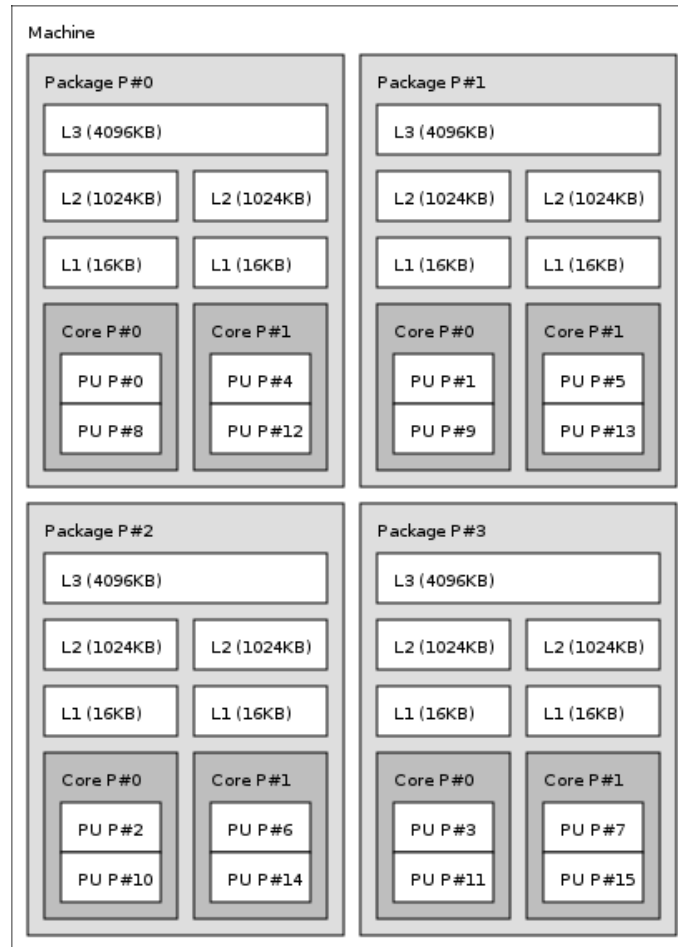 Machine
Package P#0
L3 (4096KB)
L2 (1024KB) L2 (1024KB)
L1 (16KB) L1 (16KB)
Core P#0 Core P#1
PU P#0 PU P#4
PU P#8 PU P#12
Package P#1
L3 (4096KB)
L2 (1024KB) L2 (1024KB)
L1 (16KB) L1 (16KB)
Core P#0 Core P#1
PU P#1 PU P#5
PU P#9 PU P#13
Package P#2
L3 (4096KB)
L2 (1024KB) L2 (1024KB)
L1 (16KB) L1 (16KB)
Core P#0 Core P#1
PU P#2 PU P#6
PU P#10 PU P#14
Package P#3
L3 (4096KB)
L2 (1024KB) L2 (1024KB)
L1 (16KB) L1 (16KB)
Core P#0 Core P#1
PU P#3 PU P#7
PU P#11 PU P#15